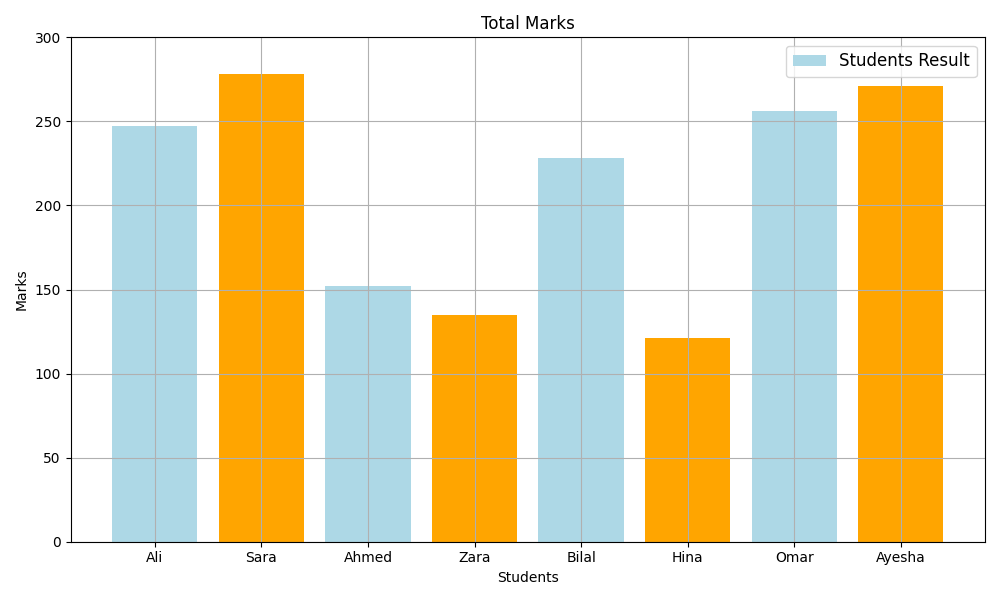 Total Marks
Students Result
300
250
200
150
100
50
0
Marks
Ali Sara Ahmed Zara Bilal Hina Omar Ayesha
Students